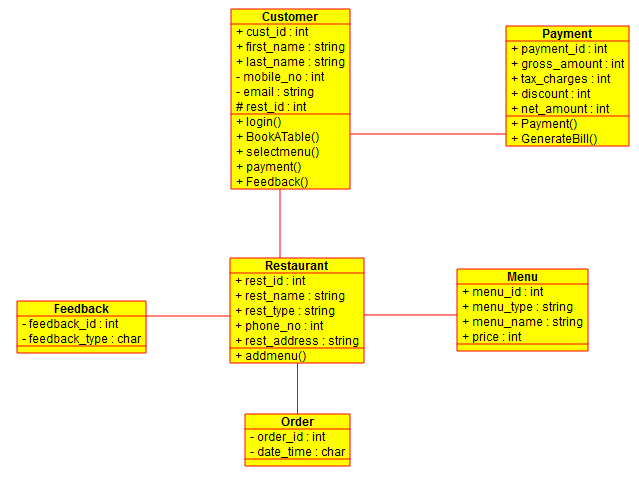 Customer
+ cust_id : int
+ first_name : string
+ last_name : string
- mobile_no : int
- email : string
# rest_id : int
+ login()
+ BookATable()
+ selectmenu()
+ payment()
+ Feedback()
Payment
+ payment_id : int
+ gross_amount : int
+ tax_charges : int
+ discount : int
+ net_amount : int
+ Payment()
+ GenerateBill()
Restaurant
+ rest_id : int
+ rest_name : string
+ rest_type : string
+ phone_no : int
+ rest_address : string
+ addmenu()
Menu
+ menu_id : int
+ menu_type : string
+ menu_name : string
+ price : int
Feedback
- feedback_id : int
- feedback_type : char
Order
- order_id : int
- date_time : char